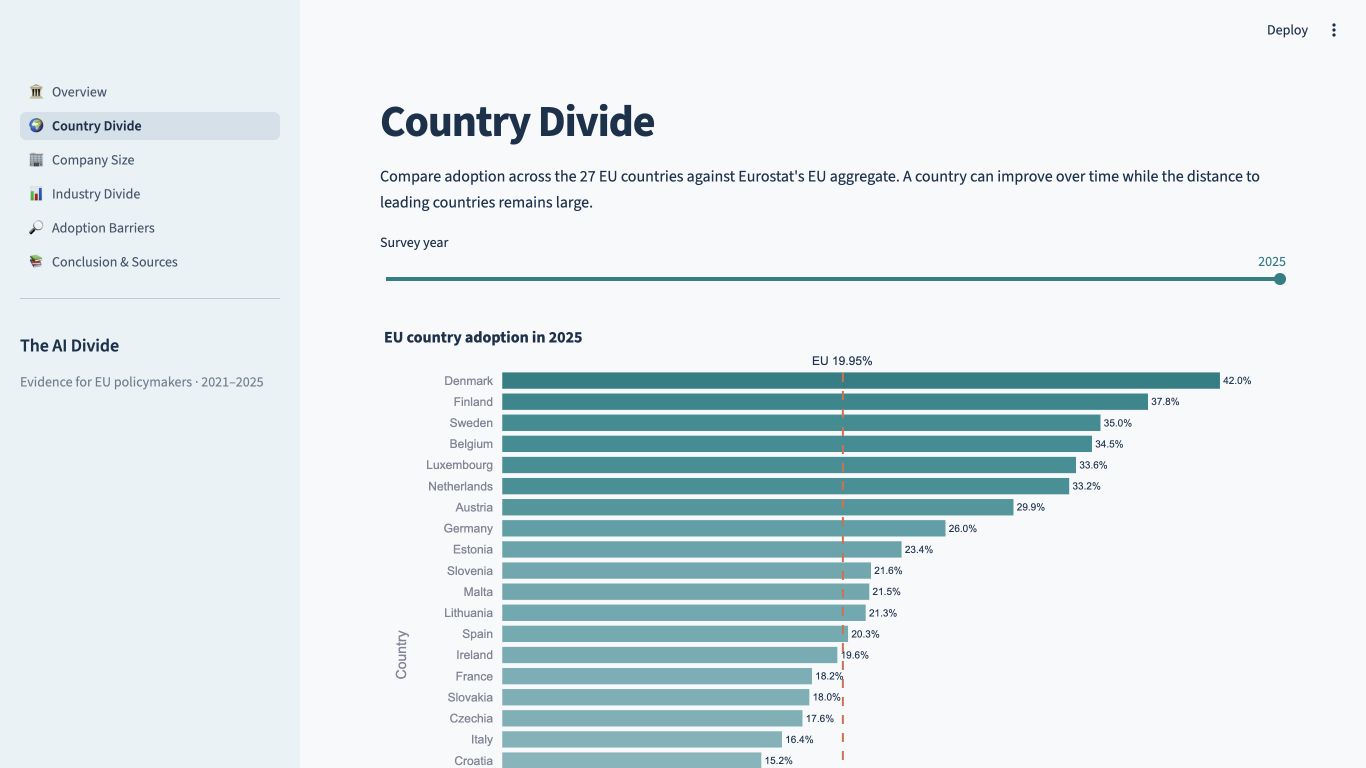 Deploy
Overview
Country Divide
Company Size
Industry Divide
Adoption Barriers
Conclusion & Sources
The AI Divide
Evidence for EU policymakers · 2021–2025
Country Divide
Compare adoption across the 27 EU countries against Eurostat's EU aggregate. A country can improve over time while the distance to
leading countries remains large.
Survey year
2025
EU country adoption in 2025
EU 19.95%
Denmark 42.0%
Finland 37.8%
Sweden 35.0%
Belgium 34.5%
Luxembourg 33.6%
Netherlands 33.2%
Austria 29.9%
Germany 26.0%
Estonia 23.4%
Slovenia 21.6%
Malta 21.5%
Lithuania 21.3%
Spain 20.3%
Ireland 19.6%
France 18.2%
Slovakia 18.0%
Czechia 17.6%
Italy 16.4%
Croatia 15.2%
Country